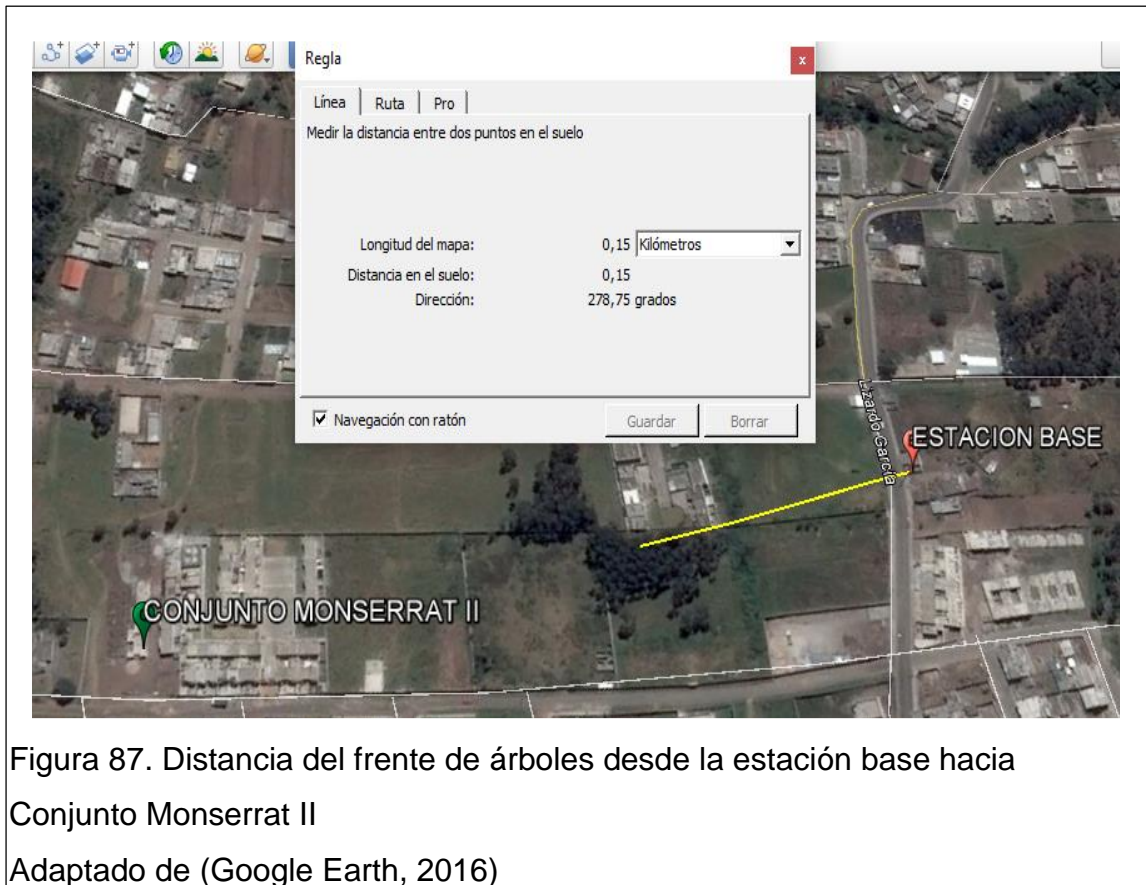 Regla
x
Línea Ruta Pro
Medir la distancia entre dos puntos en el suelo
Longitud del mapa: 0,15 Kilómetros
Distancia en el suelo: 0,15
Dirección: 278,75 grados
Navegación con ratón Guardar Borrar
Lizardo García
ESTACION BASE
CONJUNTO MONSERRAT II
Figura 87. Distancia del frente de árboles desde la estación base hacia
Conjunto Monserrat II
Adaptado de (Google Earth, 2016)